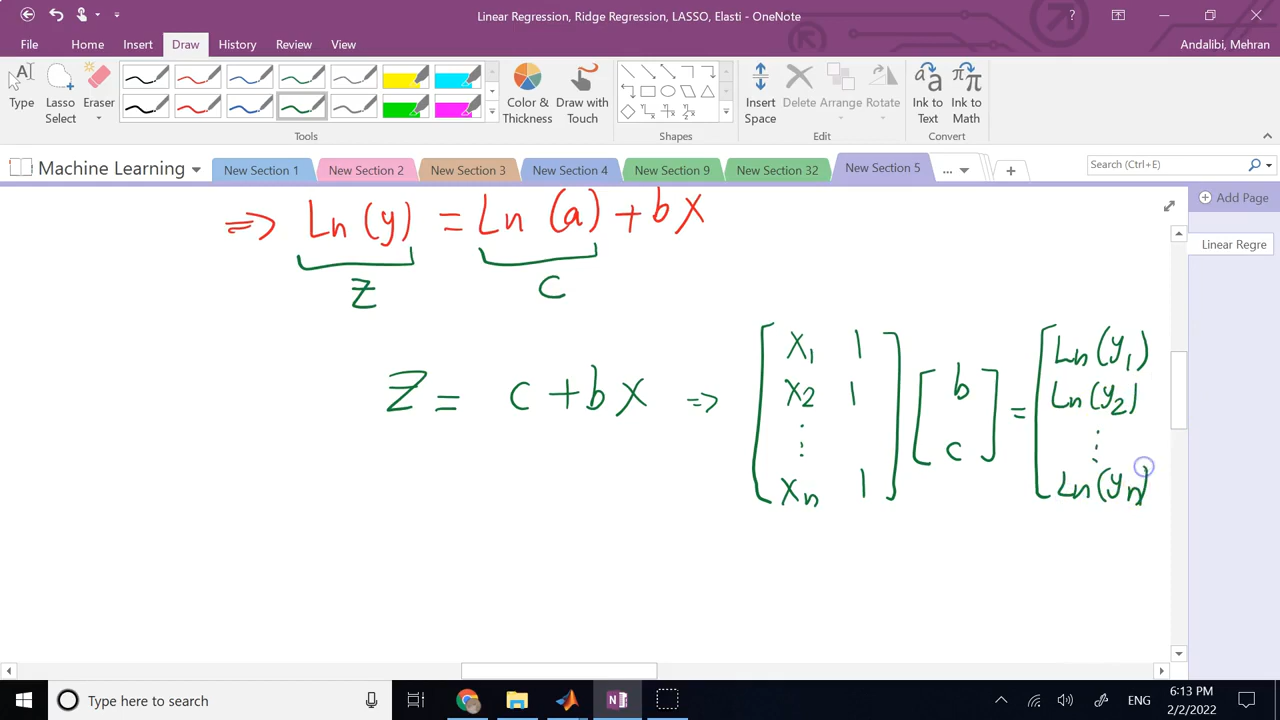 Linear Regression, Ridge Regression, LASSO, Elasti - OneNote
?
File Home Insert Draw History Review View
Andalibi, Mehran
Type
Lasso Select
Eraser
Color & Thickness
Draw with Touch
Insert Space
Delete Arrange Rotate
Ink to Text
Ink to Math
Tools Shapes Edit Convert
Machine Learning
New Section 1 New Section 2 New Section 3 New Section 4 New Section 9 New Section 32 New Section 5 ...
Search (Ctrl+E)
Add Page
Linear Regre
=> Ln (y) = Ln (a) + bX
Z C
Z = C + bX => [X1 1 [b = [Ln(y1)
X2 1 Ln(y2)
⋮ ⋮
C]
Xn 1] Ln(yn)]
Type here to search
ENG
6:13 PM
2/2/2022